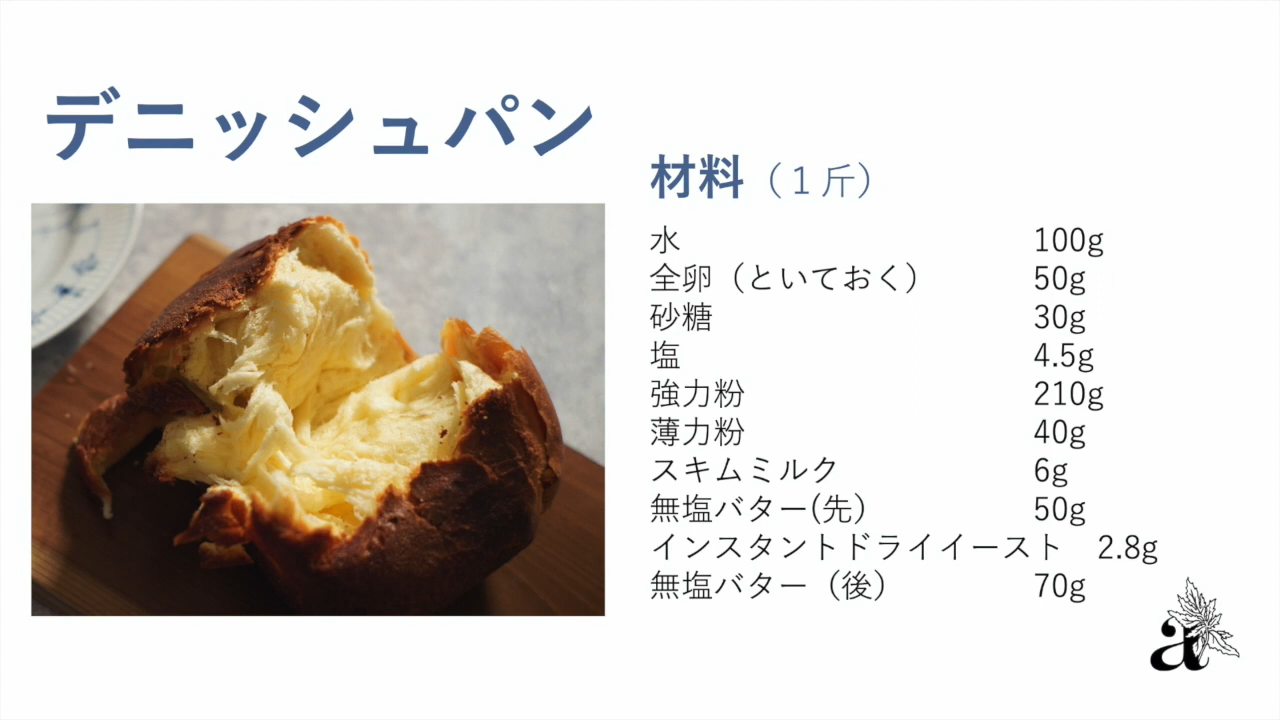 デニッシュパン
材料（1斤）
水 100g
全卵（といておく） 50g
砂糖 30g
塩 4.5g
強力粉 210g
薄力粉 40g
スキムミルク 6g
無塩バター(先) 50g
インスタントドライイースト 2.8g
無塩バター（後） 70g
a